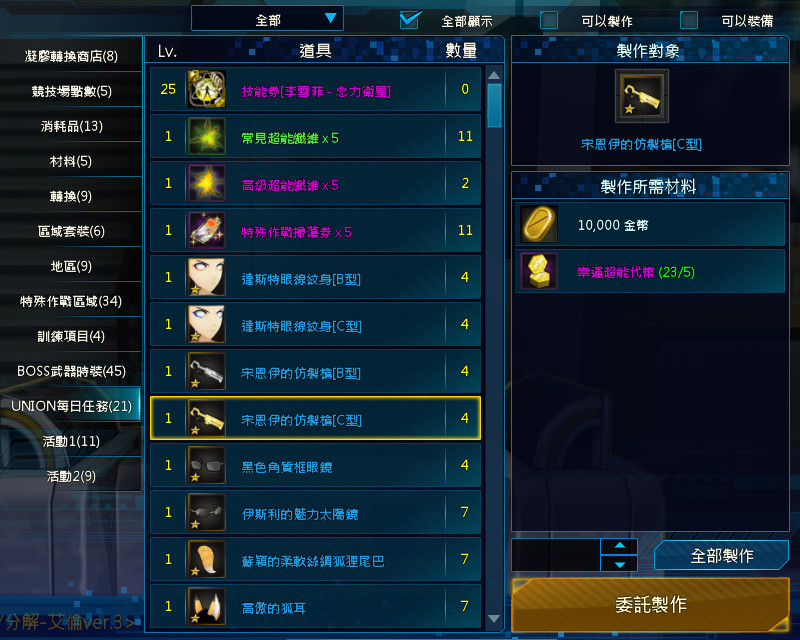 全部
全部顯示
可以製作
可以裝備
凝膠轉換商店(8)
競技場點數(5)
消耗品(13)
材料(5)
轉換(9)
區域套裝(6)
地區(9)
特殊作戰區域(34)
訓練項目(4)
BOSS武器時裝(45)
UNION每日任務(21)
活動1(11)
活動2(9)
Lv. 道具 數量
25 技能券[李雪菲 - 念力衛星] 0
1 常見超能纖維 x 5 11
1 高級超能纖維 x 5 2
1 特殊作戰掃蕩券 x 5 11
1 達斯特眼線紋身[B型] 4
1 達斯特眼線紋身[C型] 4
1 宋恩伊的仿製槍[B型] 4
1 宋恩伊的仿製槍[C型] 4
1 黑色角質框眼鏡 4
1 伊斯利的魅力太陽鏡 7
1 蘇穎的柔軟絲綢狐狸尾巴 7
1 高傲的狐耳 7
製作對象
宋恩伊的仿製槍[C型]
製作所需材料
10,000 金幣
幸運超能代幣 (23/5)
全部製作
委託製作
/分解-艾倫ver.3>